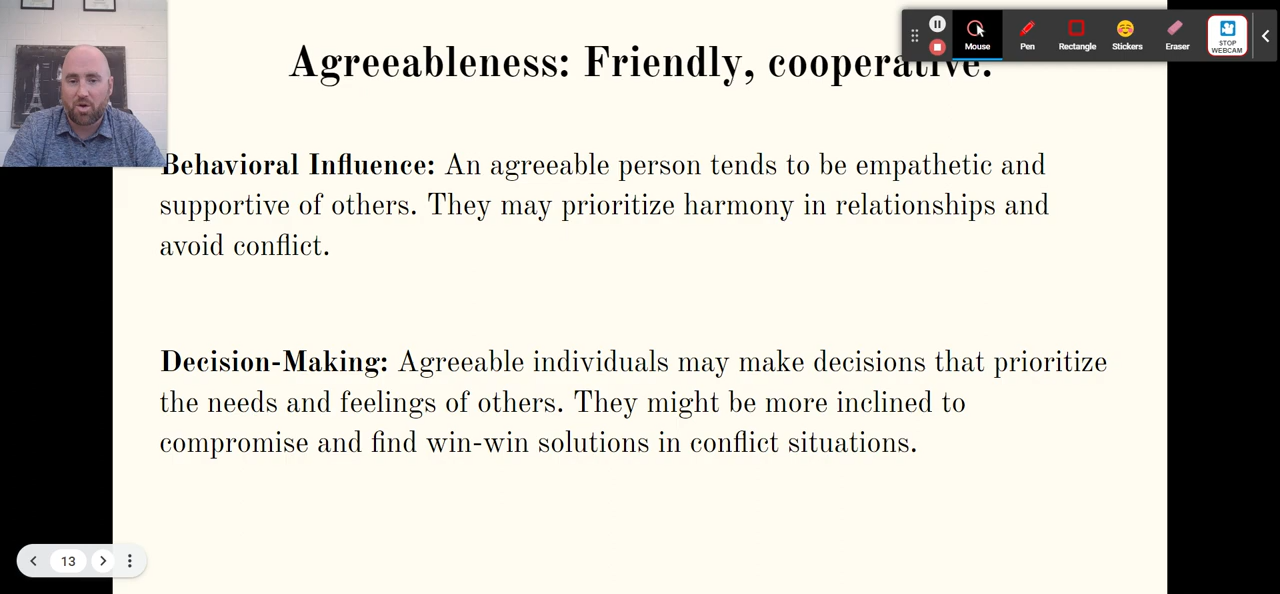 Agreeableness: Friendly, cooperative.
Mouse
Pen
Rectangle
Stickers
Eraser
STOP
WEBCAM
Behavioral Influence: An agreeable person tends to be empathetic and
supportive of others. They may prioritize harmony in relationships and
avoid conflict.
Decision-Making: Agreeable individuals may make decisions that prioritize
the needs and feelings of others. They might be more inclined to
compromise and find win-win solutions in conflict situations.
13